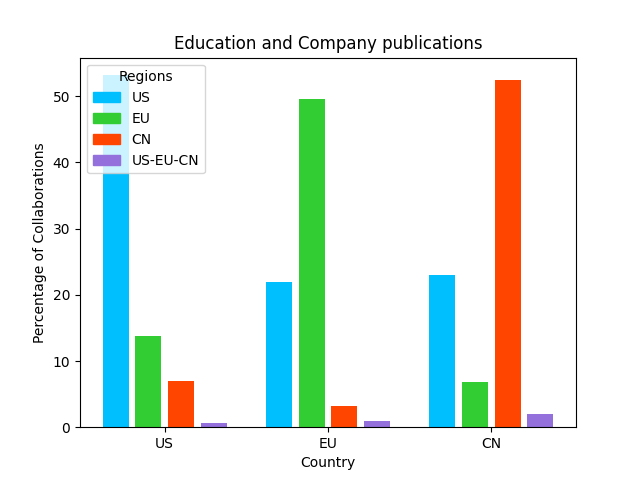 Education and Company publications
Regions
US
EU
CN
US-EU-CN
Percentage of Collaborations
50
40
30
20
10
0
US EU CN
Country